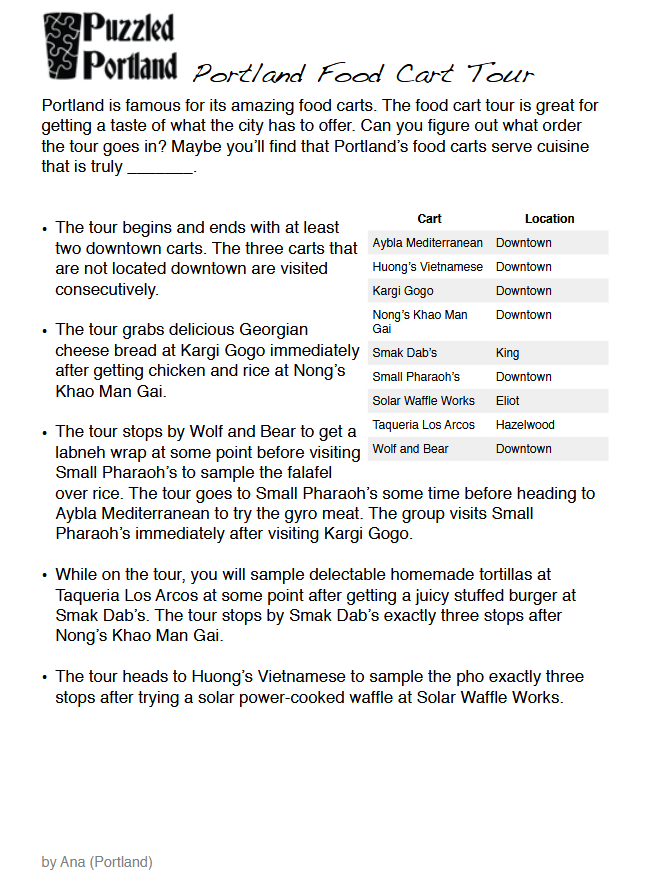 Puzzled
Portland
Portland Food Cart Tour
Portland is famous for its amazing food carts. The food cart tour is great for
getting a taste of what the city has to offer. Can you figure out what order
the tour goes in? Maybe you'll find that Portland's food carts serve cuisine
that is truly _______.
• The tour begins and ends with at least
two downtown carts. The three carts that
are not located downtown are visited
consecutively.
• The tour grabs delicious Georgian
cheese bread at Kargi Gogo immediately
after getting chicken and rice at Nong's
Khao Man Gai.
• The tour stops by Wolf and Bear to get a
labneh wrap at some point before visiting
Small Pharaoh's to sample the falafel
over rice. The tour goes to Small Pharaoh's some time before heading to
Aybla Mediterranean to try the gyro meat. The group visits Small
Pharaoh's immediately after visiting Kargi Gogo.
• While on the tour, you will sample delectable homemade tortillas at
Taqueria Los Arcos at some point after getting a juicy stuffed burger at
Smak Dab's. The tour stops by Smak Dab's exactly three stops after
Nong's Khao Man Gai.
• The tour heads to Huong's Vietnamese to sample the pho exactly three
stops after trying a solar power-cooked waffle at Solar Waffle Works.
Cart Location
Aybla Mediterranean Downtown
Huong's Vietnamese Downtown
Kargi Gogo Downtown
Nong's Khao Man Downtown
Gai
Smak Dab's King
Small Pharaoh's Downtown
Solar Waffle Works Eliot
Taqueria Los Arcos Hazelwood
Wolf and Bear Downtown
by Ana (Portland)